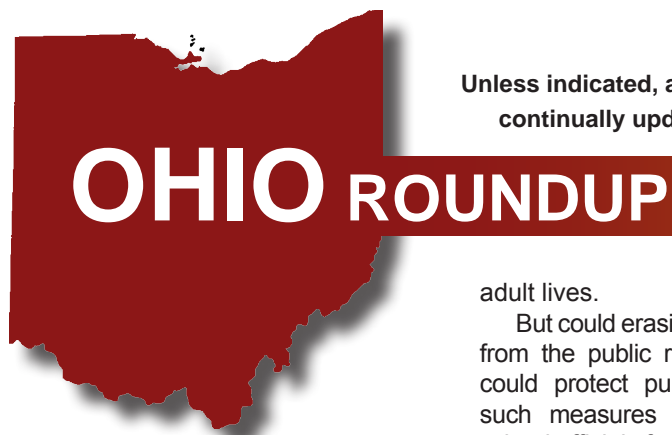 Unless indicated, a
continually upd
OHIO ROUNDUP
adult lives.
But could erasi
from the public r
could protect pu
such measures